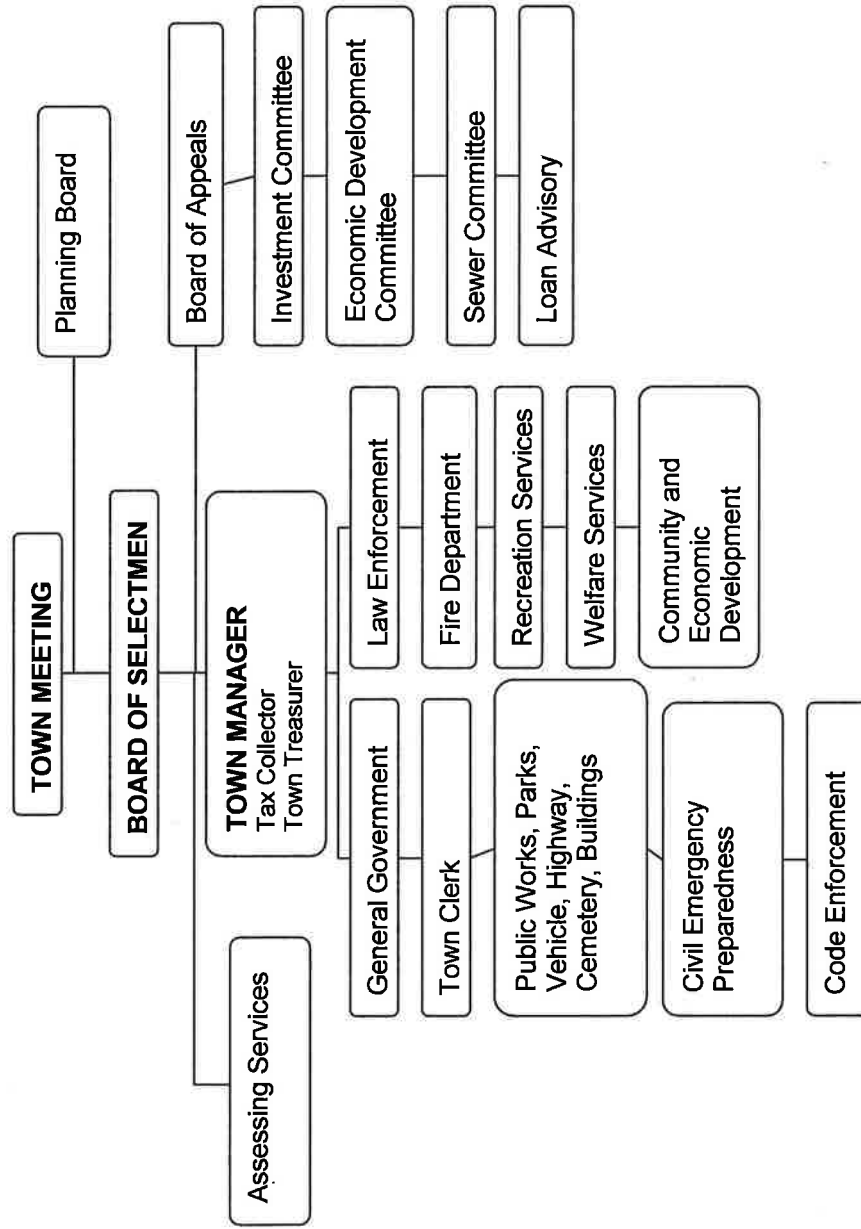 TOWN MEETING
Planning Board
BOARD OF SELECTMEN
Assessing Services
TOWN MANAGER
Tax Collector
Town Treasurer
Board of Appeals
Investment Committee
Economic Development
Committee
Sewer Committee
Loan Advisory
General Government
Town Clerk
Public Works, Parks,
Vehicle, Highway,
Cemetery, Buildings
Civil Emergency
Preparedness
Code Enforcement
Law Enforcement
Fire Department
Recreation Services
Welfare Services
Community and
Economic
Development